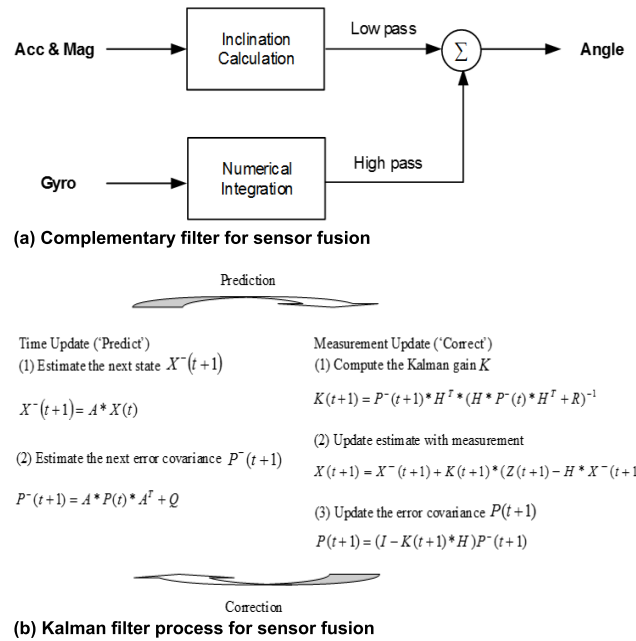 Acc & Mag
Inclination
Calculation
Low pass
∑
Angle
Gyro
Numerical
Integration
High pass
(a) Complementary filter for sensor fusion
Prediction
Time Update (‘Predict’)
(1) Estimate the next state X⁻(t+1)
X⁻(t+1)= A* X(t)
(2) Estimate the next error covariance P⁻(t+1)
P⁻(t+1)= A* P(t)* Aᵀ + Q
Measurement Update (‘Correct’)
(1) Compute the Kalman gain K
K(t+1)= P⁻(t+1)* Hᵀ *(H * P⁻(t)* Hᵀ + R)⁻¹
(2) Update estimate with measurement
X(t+1)= X⁻(t+1)+ K(t+1)*(Z(t+1)− H * X⁻(t+1
(3) Update the error covariance P(t+1)
P(t+1)= (I − K(t+1)* H)P⁻(t+1)
Correction
(b) Kalman filter process for sensor fusion